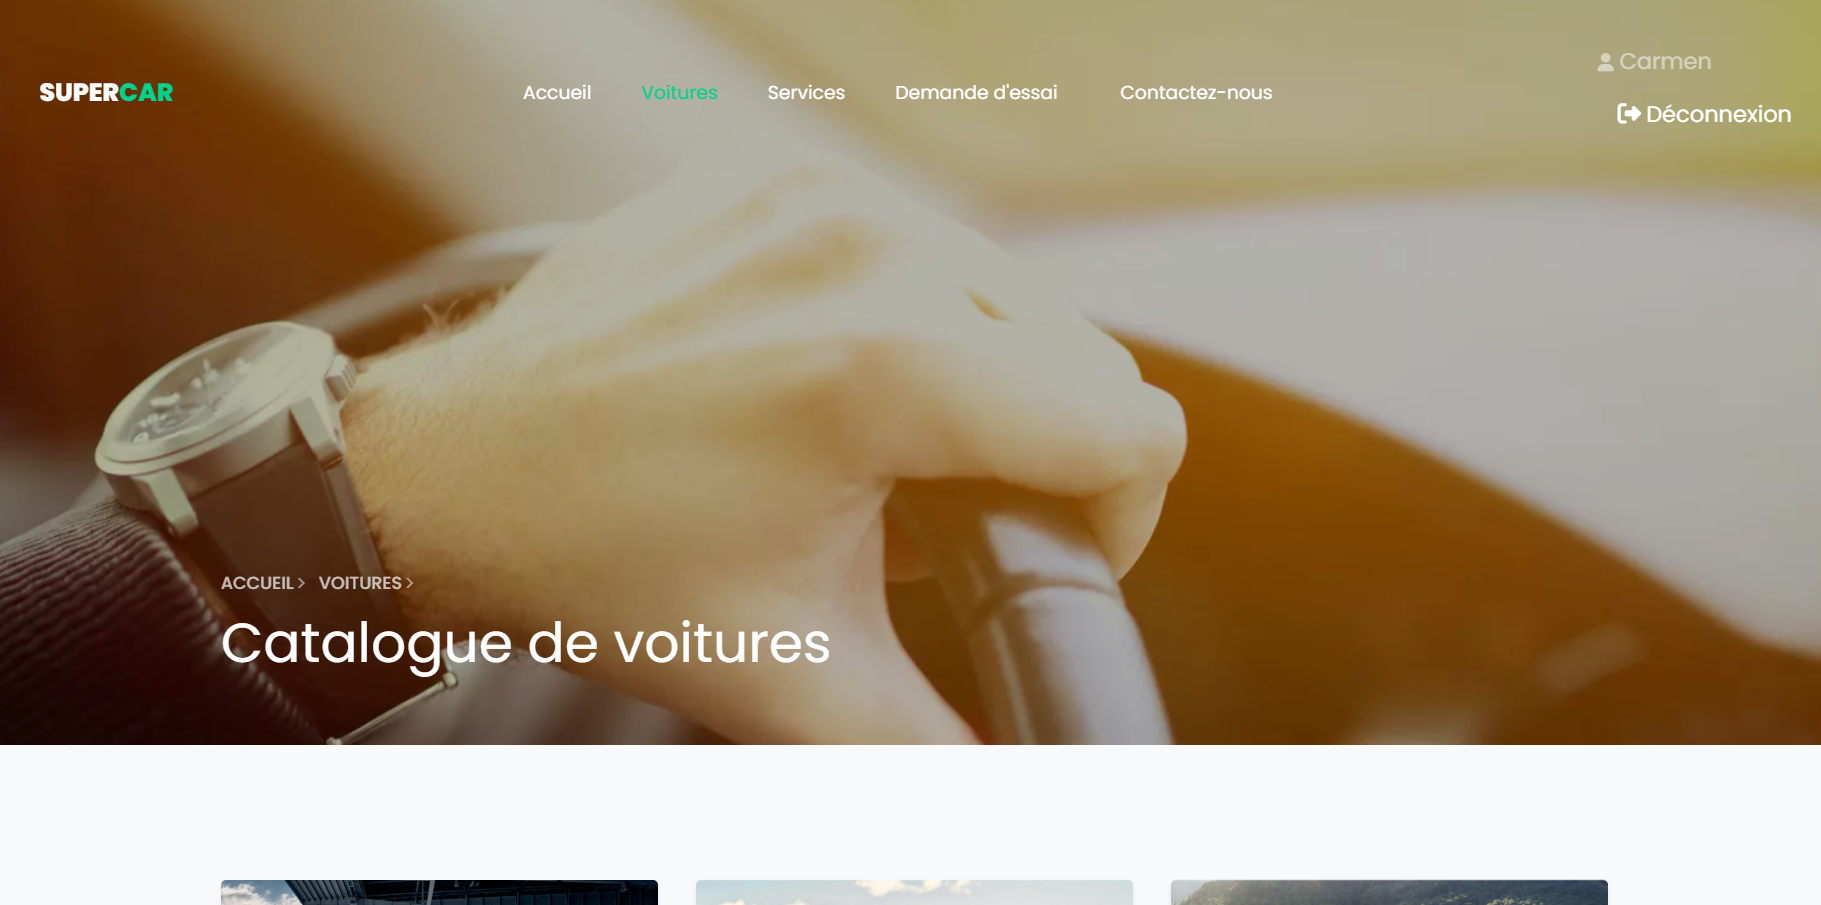 SUPERCAR
Accueil Voitures Services Demande d'essai Contactez-nous
Carmen
Déconnexion
ACCUEIL > VOITURES >
Catalogue de voitures